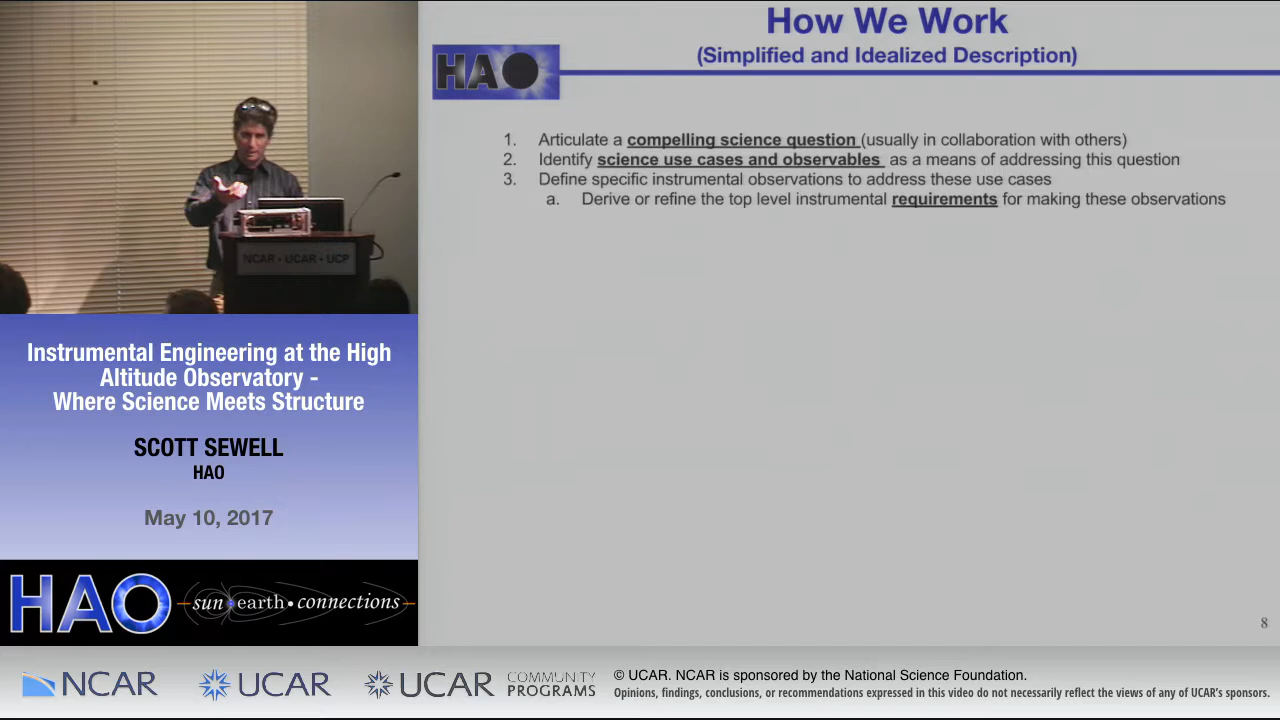 How We Work
(Simplified and Idealized Description)
HAO
1. Articulate a compelling science question (usually in collaboration with others)
2. Identify science use cases and observables as a means of addressing this question
3. Define specific instrumental observations to address these use cases
a. Derive or refine the top level instrumental requirements for making these observations
8
NCAR • UCAR • UCP
Instrumental Engineering at the High
Altitude Observatory -
Where Science Meets Structure
SCOTT SEWELL
HAO
May 10, 2017
HAO sun • earth • connections
NCAR UCAR UCAR COMMUNITY
PROGRAMS
© UCAR. NCAR is sponsored by the National Science Foundation.
Opinions, findings, conclusions, or recommendations expressed in this video do not necessarily reflect the views of any of UCAR's sponsors.